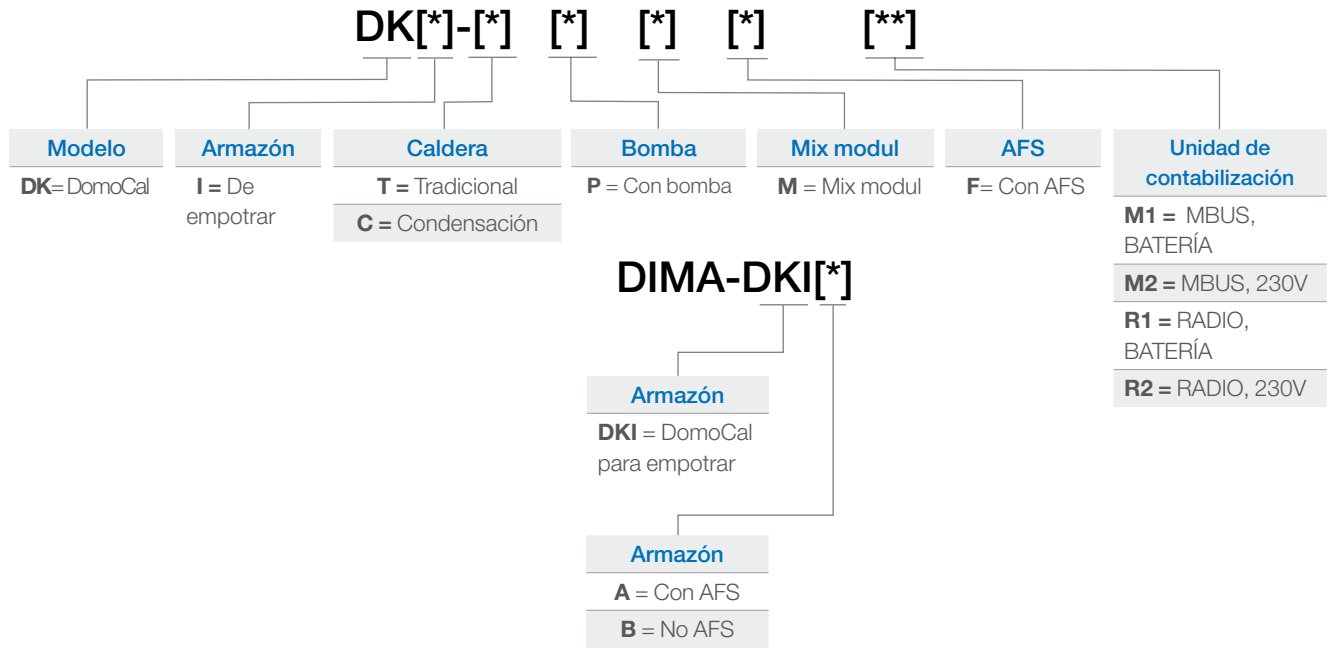 DK[*]-[*] [*] [*] [*] [**]
Modelo
DK= DomoCal
Armazón
I = De
empotrar
Caldera
T = Tradicional
C = Condensación
Bomba
P = Con bomba
Mix modul
M = Mix modul
AFS
F= Con AFS
Unidad de
contabilización
M1 = MBUS,
BATERÍA
M2 = MBUS, 230V
R1 = RADIO,
BATERÍA
R2 = RADIO, 230V
DIMA-DKI[*]
Armazón
DKI = DomoCal
para empotrar
Armazón
A = Con AFS
B = No AFS